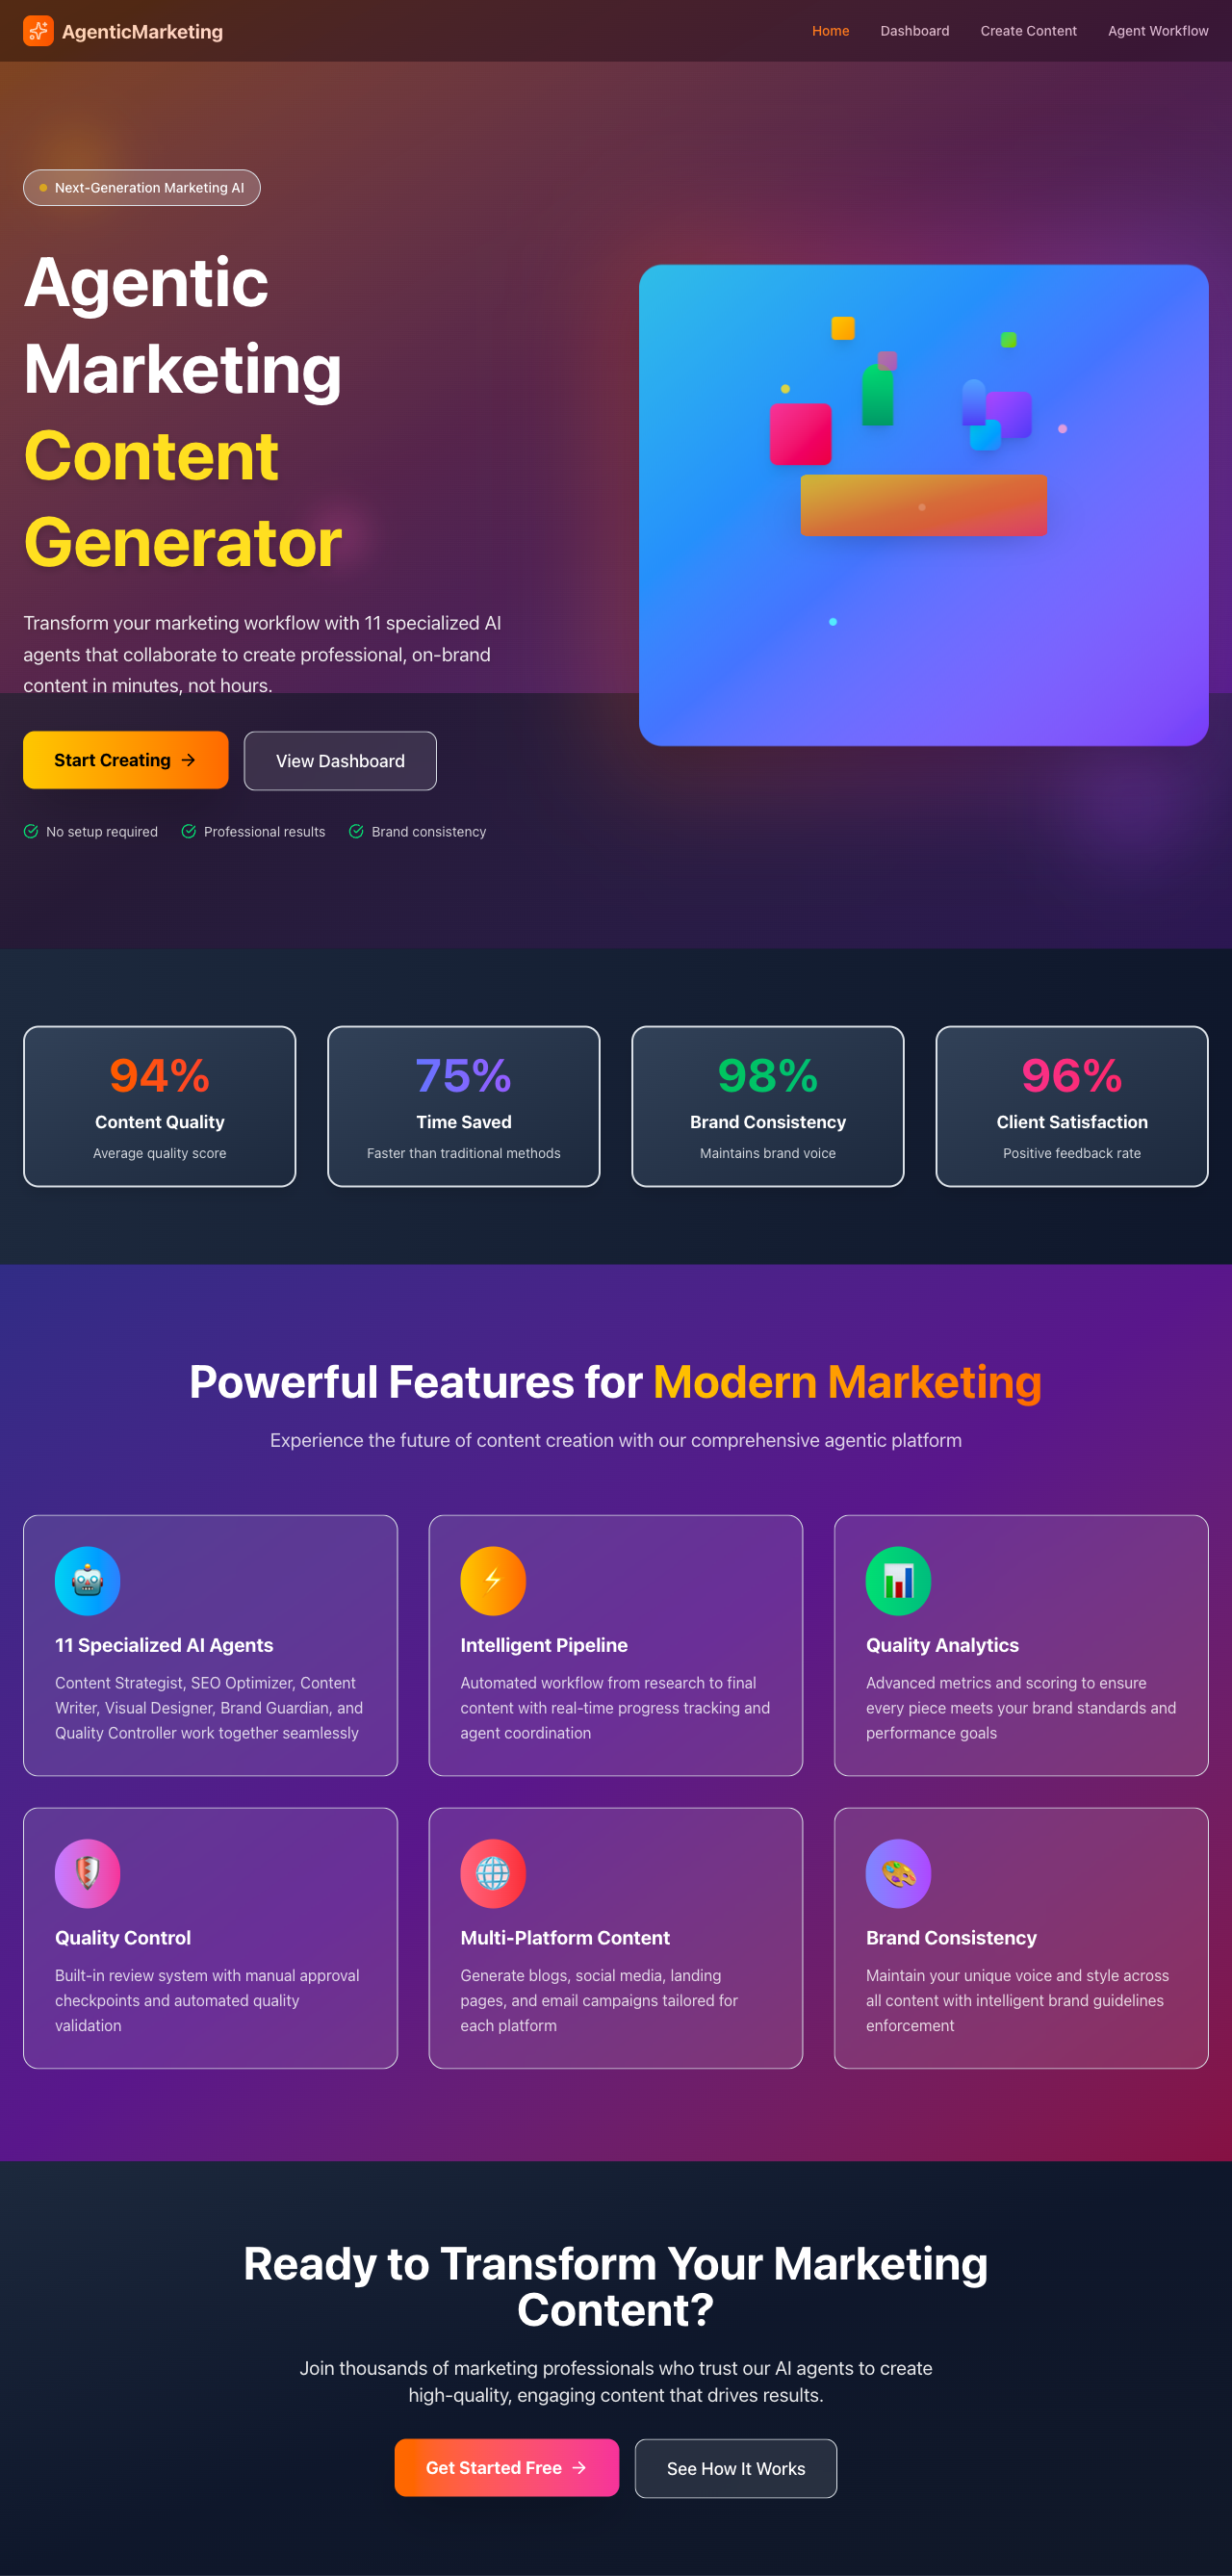 AgenticMarketing
Home
Dashboard
Create Content
Agent Workflow
Next-Generation Marketing AI
Agentic
Marketing
Content
Generator
Transform your marketing workflow with 11 specialized AI
agents that collaborate to create professional, on-brand
content in minutes, not hours.
Start Creating →
View Dashboard
No setup required
Professional results
Brand consistency
94%
Content Quality
Average quality score
75%
Time Saved
Faster than traditional methods
98%
Brand Consistency
Maintains brand voice
96%
Client Satisfaction
Positive feedback rate
Powerful Features for Modern Marketing
Experience the future of content creation with our comprehensive agentic platform
11 Specialized AI Agents
Content Strategist, SEO Optimizer, Content
Writer, Visual Designer, Brand Guardian, and
Quality Controller work together seamlessly
Intelligent Pipeline
Automated workflow from research to final
content with real-time progress tracking and
agent coordination
Quality Analytics
Advanced metrics and scoring to ensure
every piece meets your brand standards and
performance goals
Quality Control
Built-in review system with manual approval
checkpoints and automated quality
validation
Multi-Platform Content
Generate blogs, social media, landing
pages, and email campaigns tailored for
each platform
Brand Consistency
Maintain your unique voice and style across
all content with intelligent brand guidelines
enforcement
Ready to Transform Your Marketing
Content?
Join thousands of marketing professionals who trust our AI agents to create
high-quality, engaging content that drives results.
Get Started Free →
See How It Works